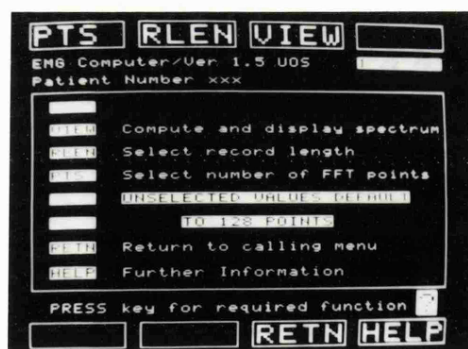 PTS RLEN VIEW
EMG Computer/Ver 1.5 UOS
Patient Number xxx
VIEW Compute and display spectrum
RLEN Select record length
PTS Select number of FFT points
UNSELECTED VALUES DEFAULT
TO 128 POINTS
RETN Return to calling menu
HELP Further Information
PRESS key for required function ?
RETN HELP